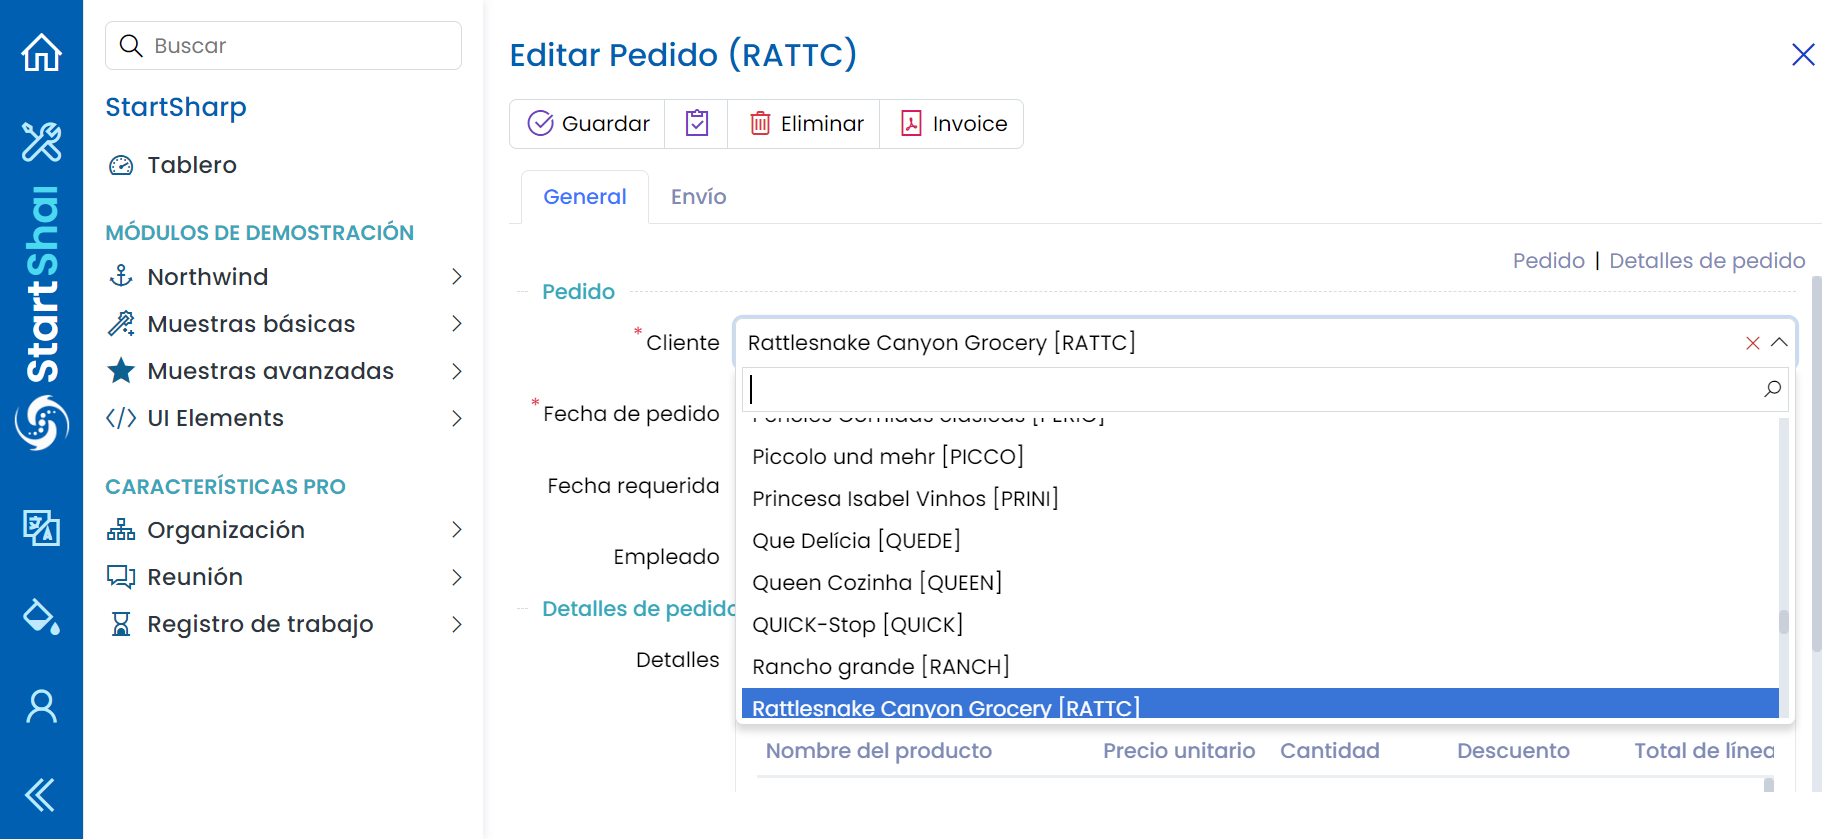 StartShar
Buscar
StartSharp
Tablero
MÓDULOS DE DEMOSTRACIÓN
Northwind
Muestras básicas
Muestras avanzadas
UI Elements
CARACTERÍSTICAS PRO
Organización
Reunión
Registro de trabajo
Editar Pedido (RATTC)
Guardar
Eliminar
Invoice
General
Envío
Pedido | Detalles de pedido
Pedido
* Cliente
Rattlesnake Canyon Grocery [RATTC]
* Fecha de pedido
Fecha requerida
Empleado
Detalles de pedido
Detalles
Pericles Comidas clásicas [PERIC]
Piccolo und mehr [PICCO]
Princesa Isabel Vinhos [PRINI]
Que Delícia [QUEDE]
Queen Cozinha [QUEEN]
QUICK-Stop [QUICK]
Rancho grande [RANCH]
Rattlesnake Canyon Grocery [RATTC]
Nombre del producto Precio unitario Cantidad Descuento Total de línea